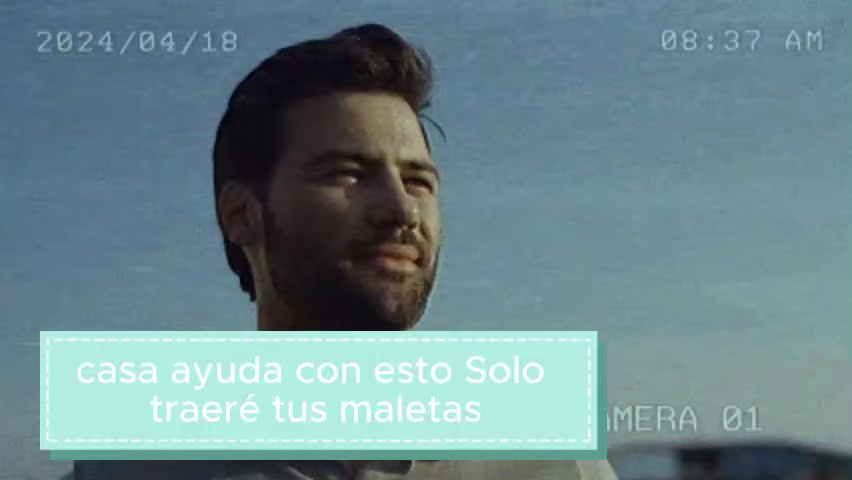 2024/04/18
08:37 AM
casa ayuda con esto Solo
traeré tus maletas
AMERA 01